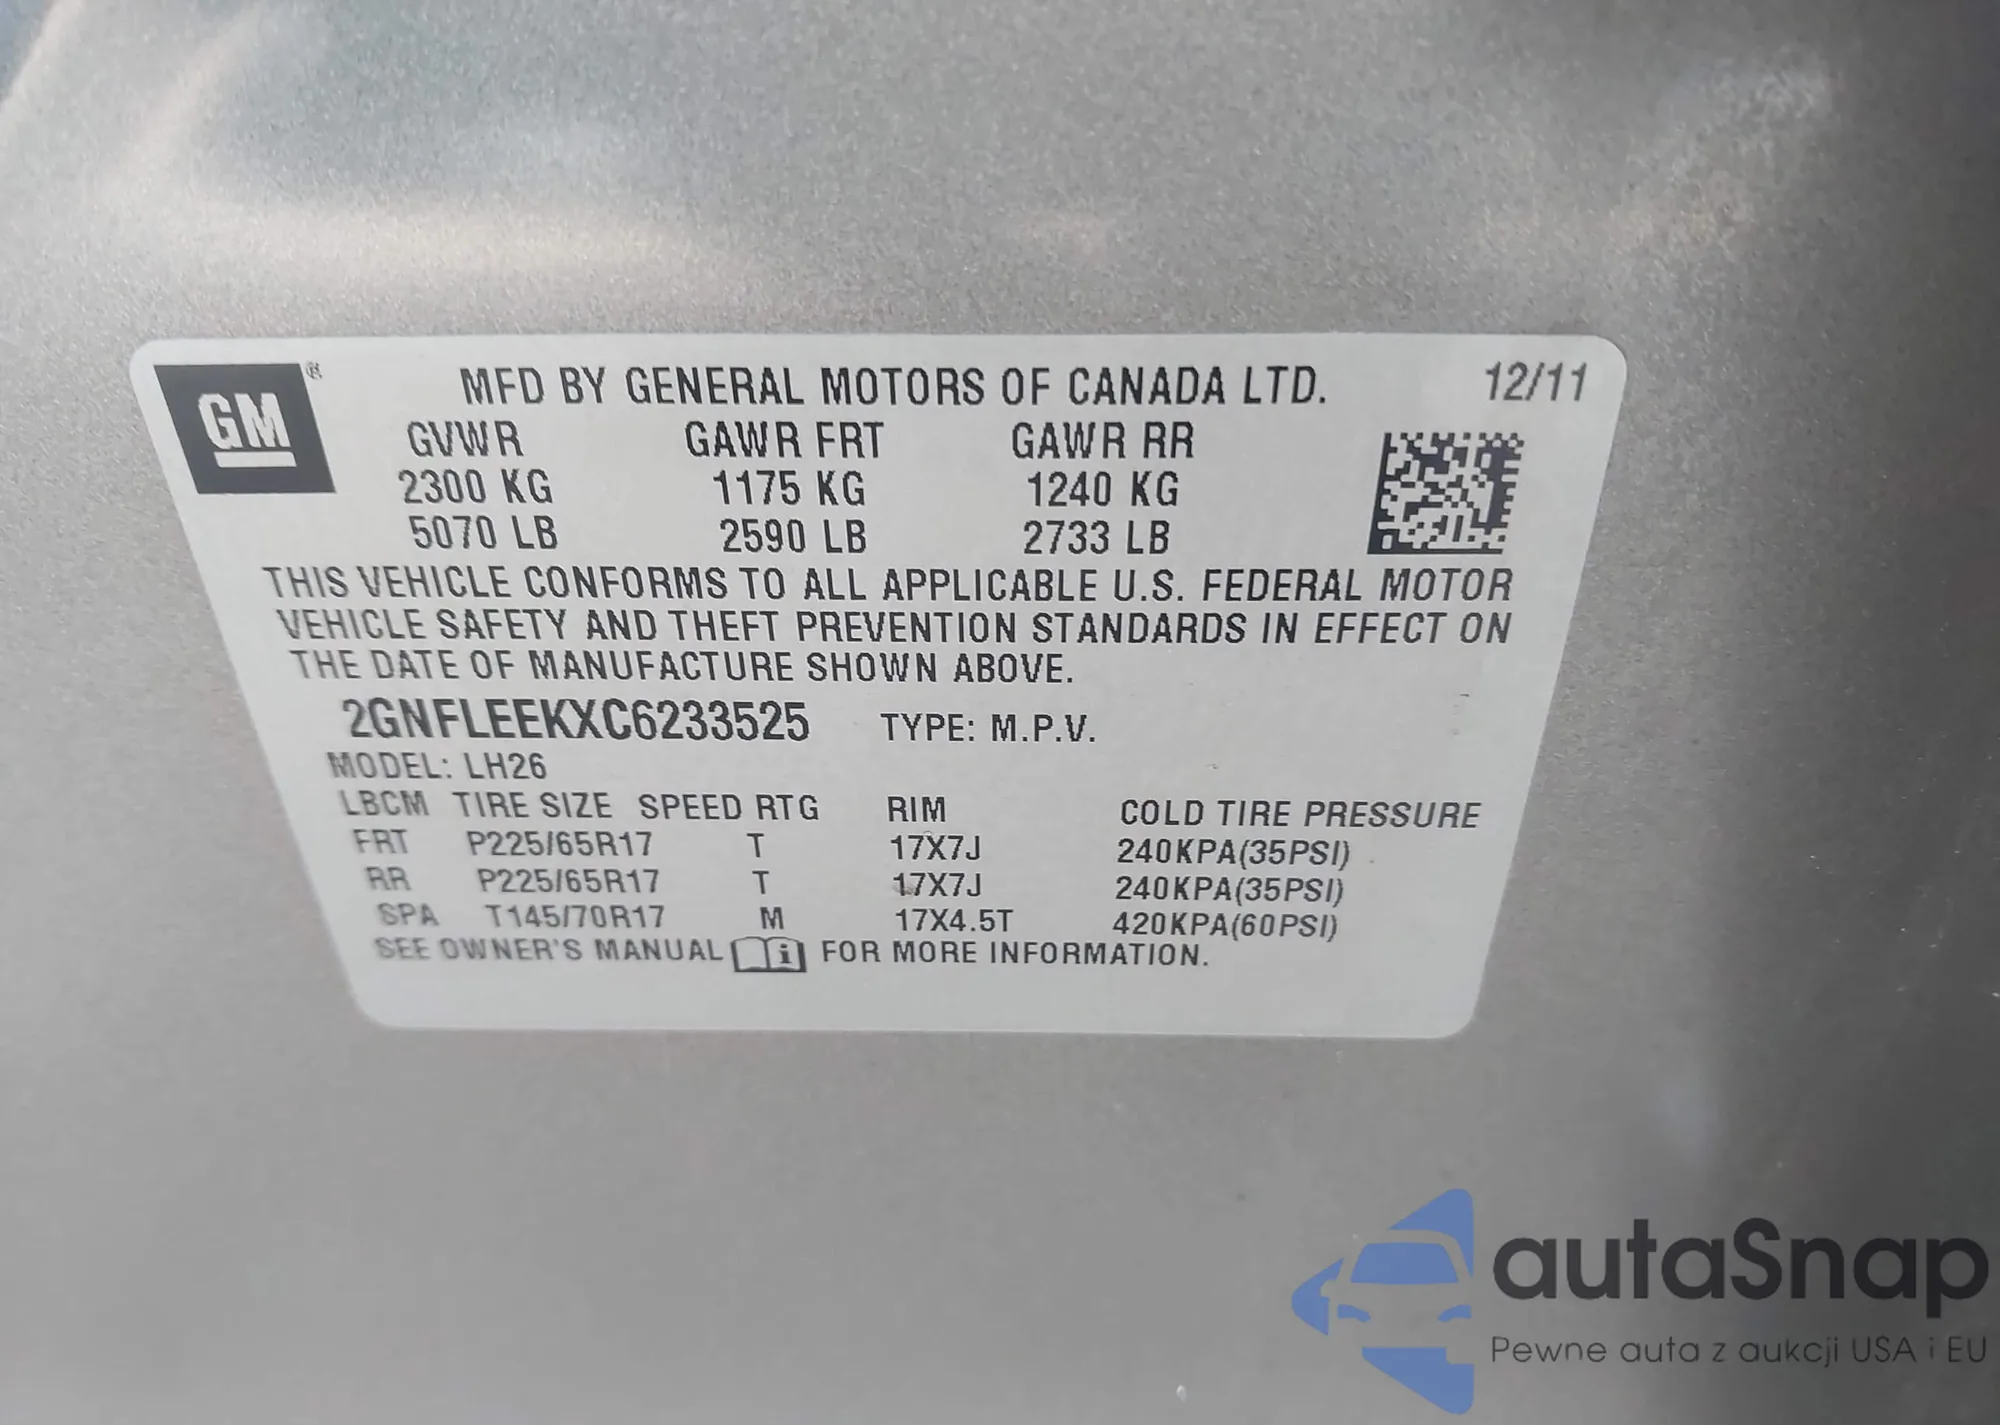 GM ® MFD BY GENERAL MOTORS OF CANADA LTD. 12/11
GVWR GAWR FRT GAWR RR
2300 KG 1175 KG 1240 KG
5070 LB 2590 LB 2733 LB
THIS VEHICLE CONFORMS TO ALL APPLICABLE U.S. FEDERAL MOTOR
VEHICLE SAFETY AND THEFT PREVENTION STANDARDS IN EFFECT ON
THE DATE OF MANUFACTURE SHOWN ABOVE.
2GNFLEEKXC6233525 TYPE: M.P.V.
MODEL: LH26
LBCM TIRE SIZE SPEED RTG RIM COLD TIRE PRESSURE
FRT P225/65R17 T 17X7J 240KPA(35PSI)
RR P225/65R17 T 17X7J 240KPA(35PSI)
SPA T145/70R17 M 17X4.5T 420KPA(60PSI)
SEE OWNER'S MANUAL i FOR MORE INFORMATION.
autaSnap
Pewne auta z aukcji USA i EU